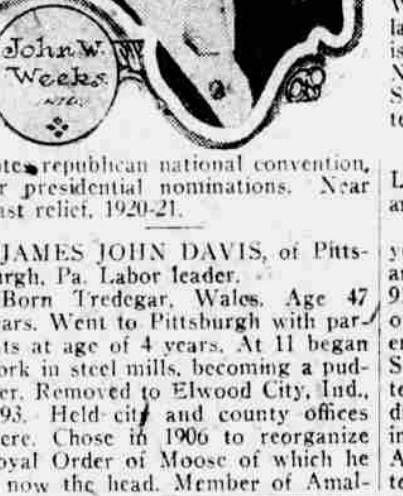 John W.
Weeks
ates republican national convention,
r presidential nominations. Near
ast relief, 1920-21.
JAMES JOHN DAVIS, of Pitts-
urgh, Pa. Labor leader.
Born Tredegar, Wales. Age 47
ars. Went to Pittsburgh with par-
ts at age of 4 years. At 11 began
ork in steel mills, becoming a pud-
er. Removed to Elwood City, Ind.,
93. Held city and county offices
ere. Chose in 1906 to reorganize
oyal Order of Moose of which he
now the head. Member of Amal-